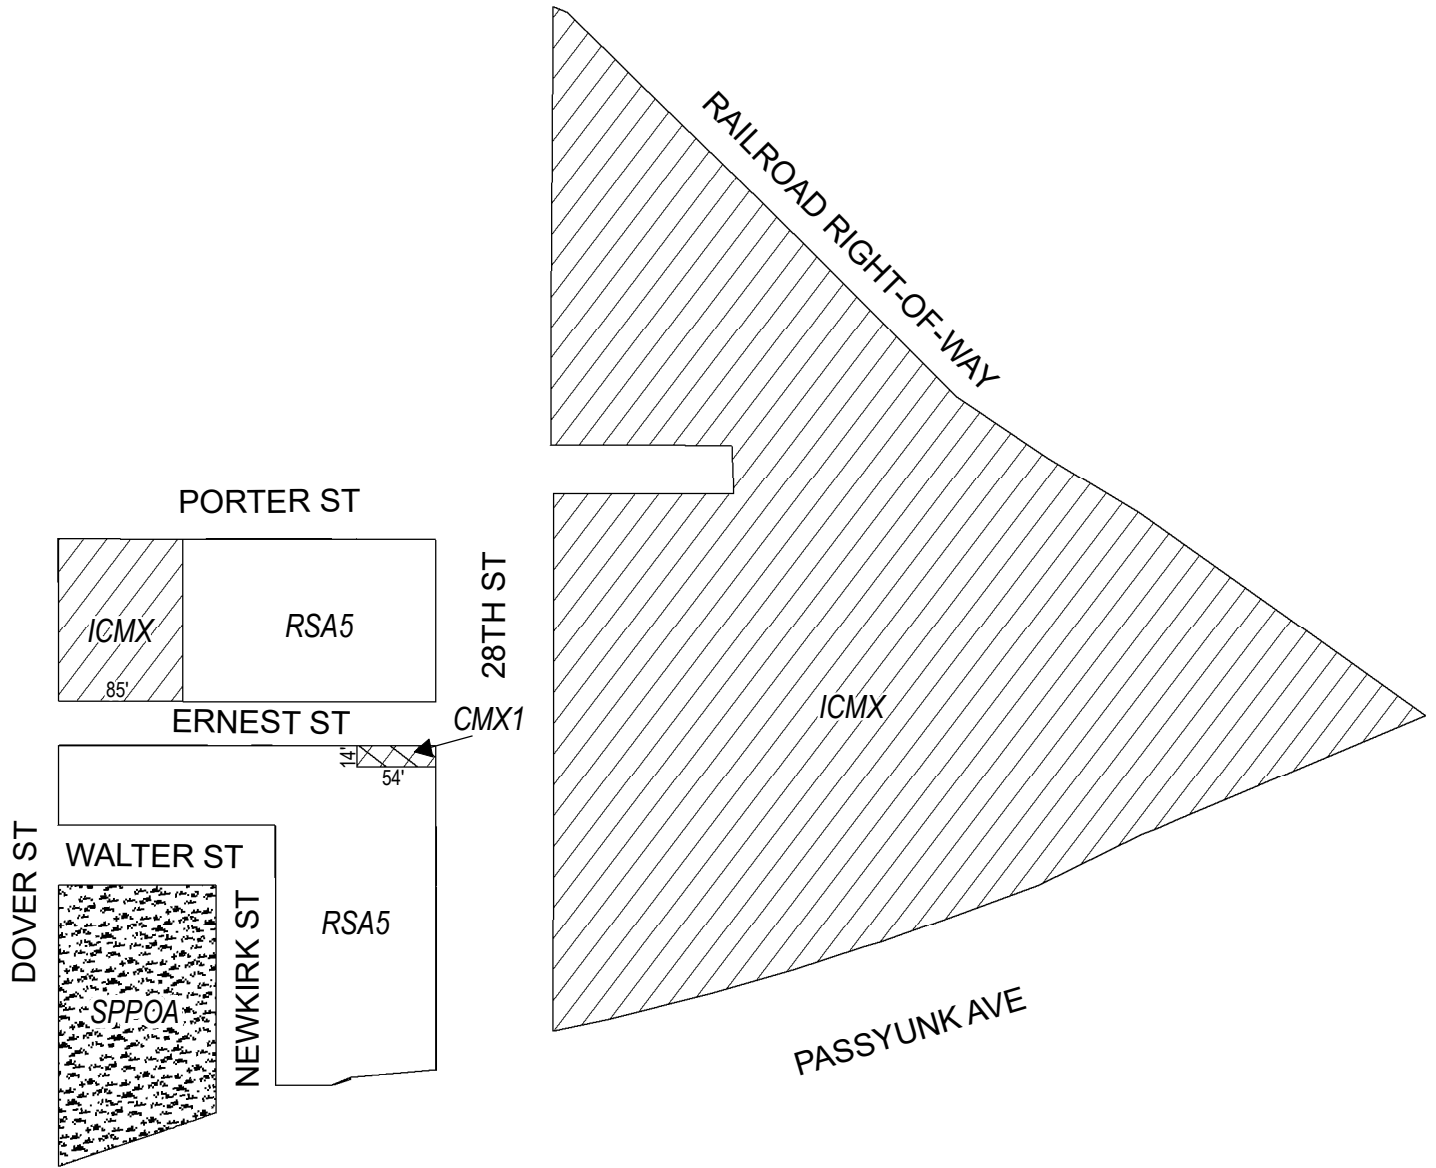 RAILROAD RIGHT-OF-WAY
PORTER ST
28TH ST
ICMX
RSA5
85'
ERNEST ST
CMX1
ICMX
14'
54'
DOVER ST
WALTER ST
NEWKIRK ST
RSA5
SPPOA
PASSYUNK AVE